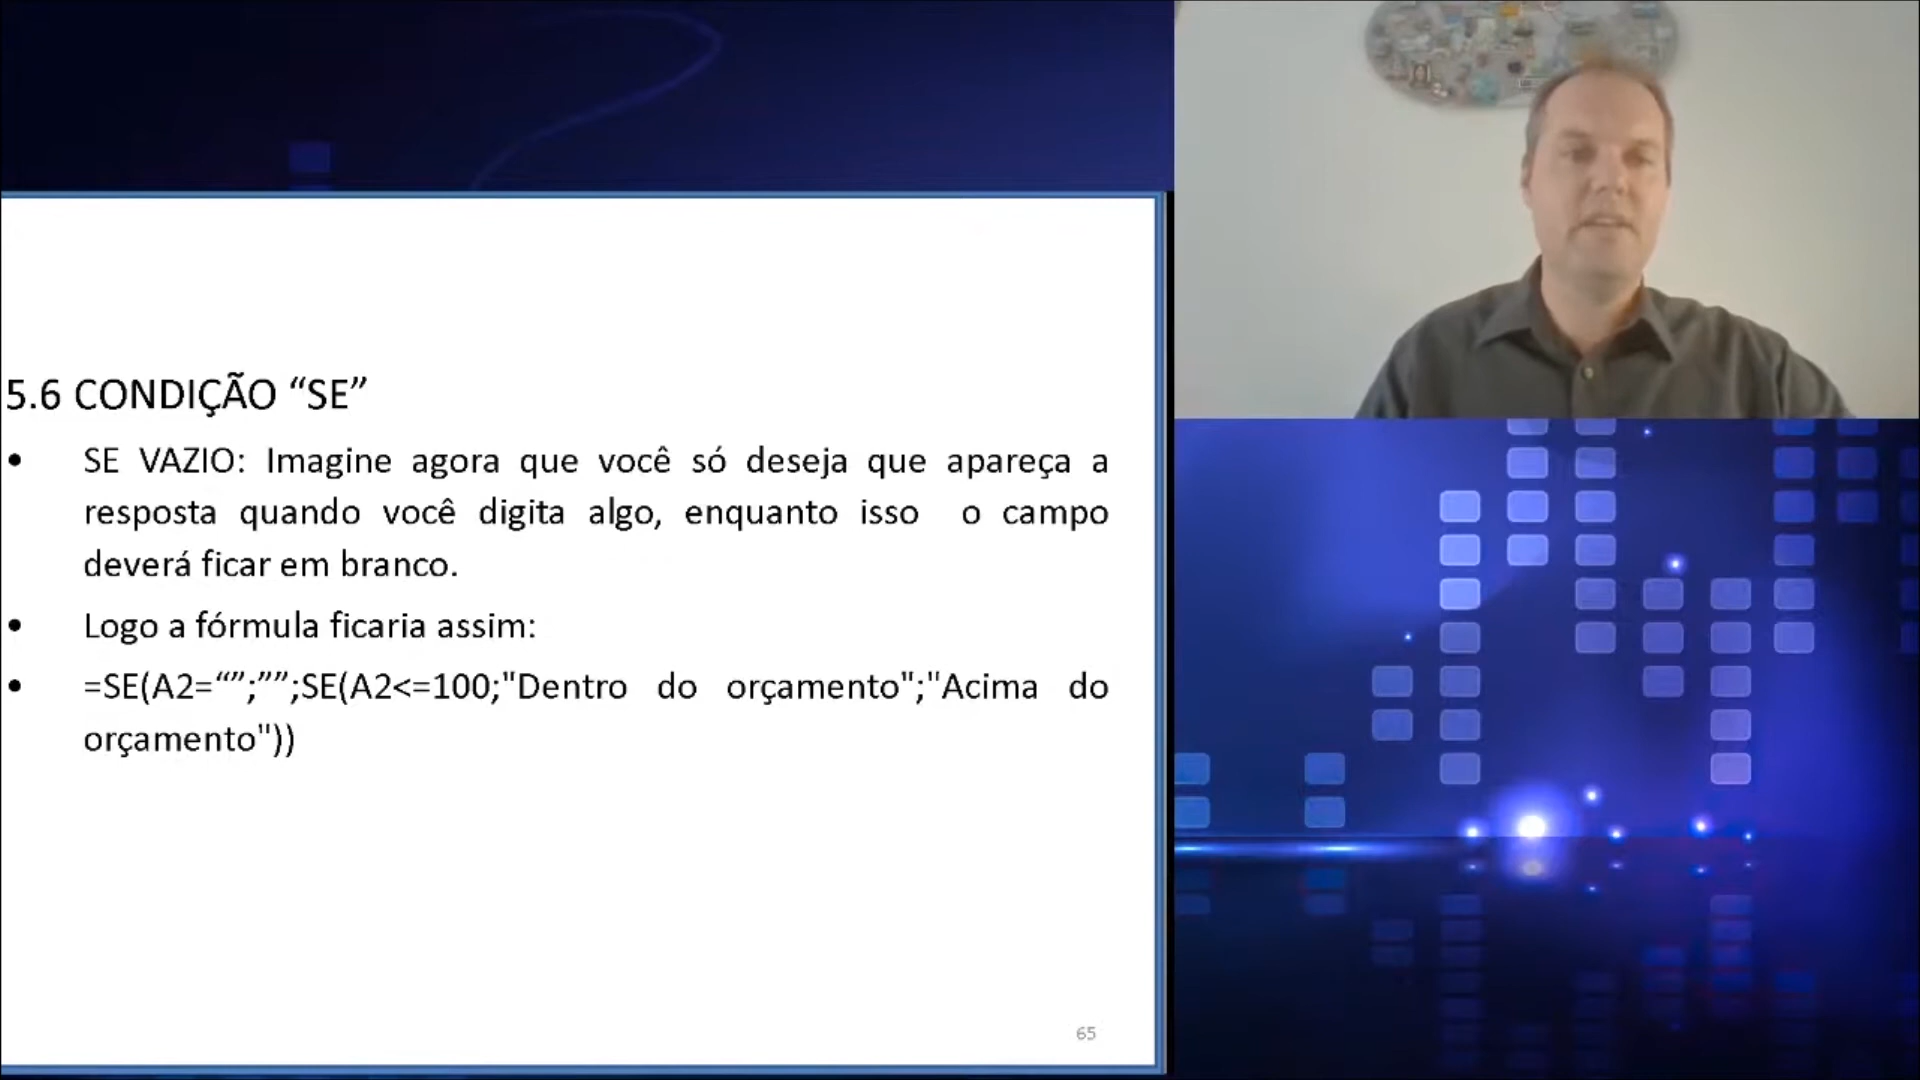 5.6 CONDIÇÃO “SE”
• SE VAZIO: Imagine agora que você só deseja que apareça a
resposta quando você digita algo, enquanto isso o campo
deverá ficar em branco.
• Logo a fórmula ficaria assim:
• =SE(A2=“”;””;SE(A2<=100;"Dentro do orçamento";"Acima do
orçamento"))
65